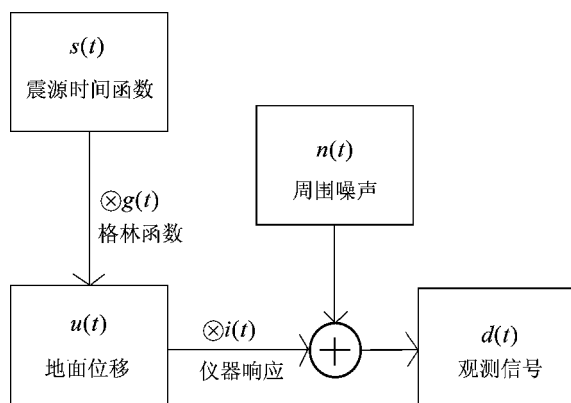 s(t)
震源时间函数
⊗g(t)
格林函数
n(t)
周围噪声
u(t)
地面位移
⊗i(t)
仪器响应
d(t)
观测信号